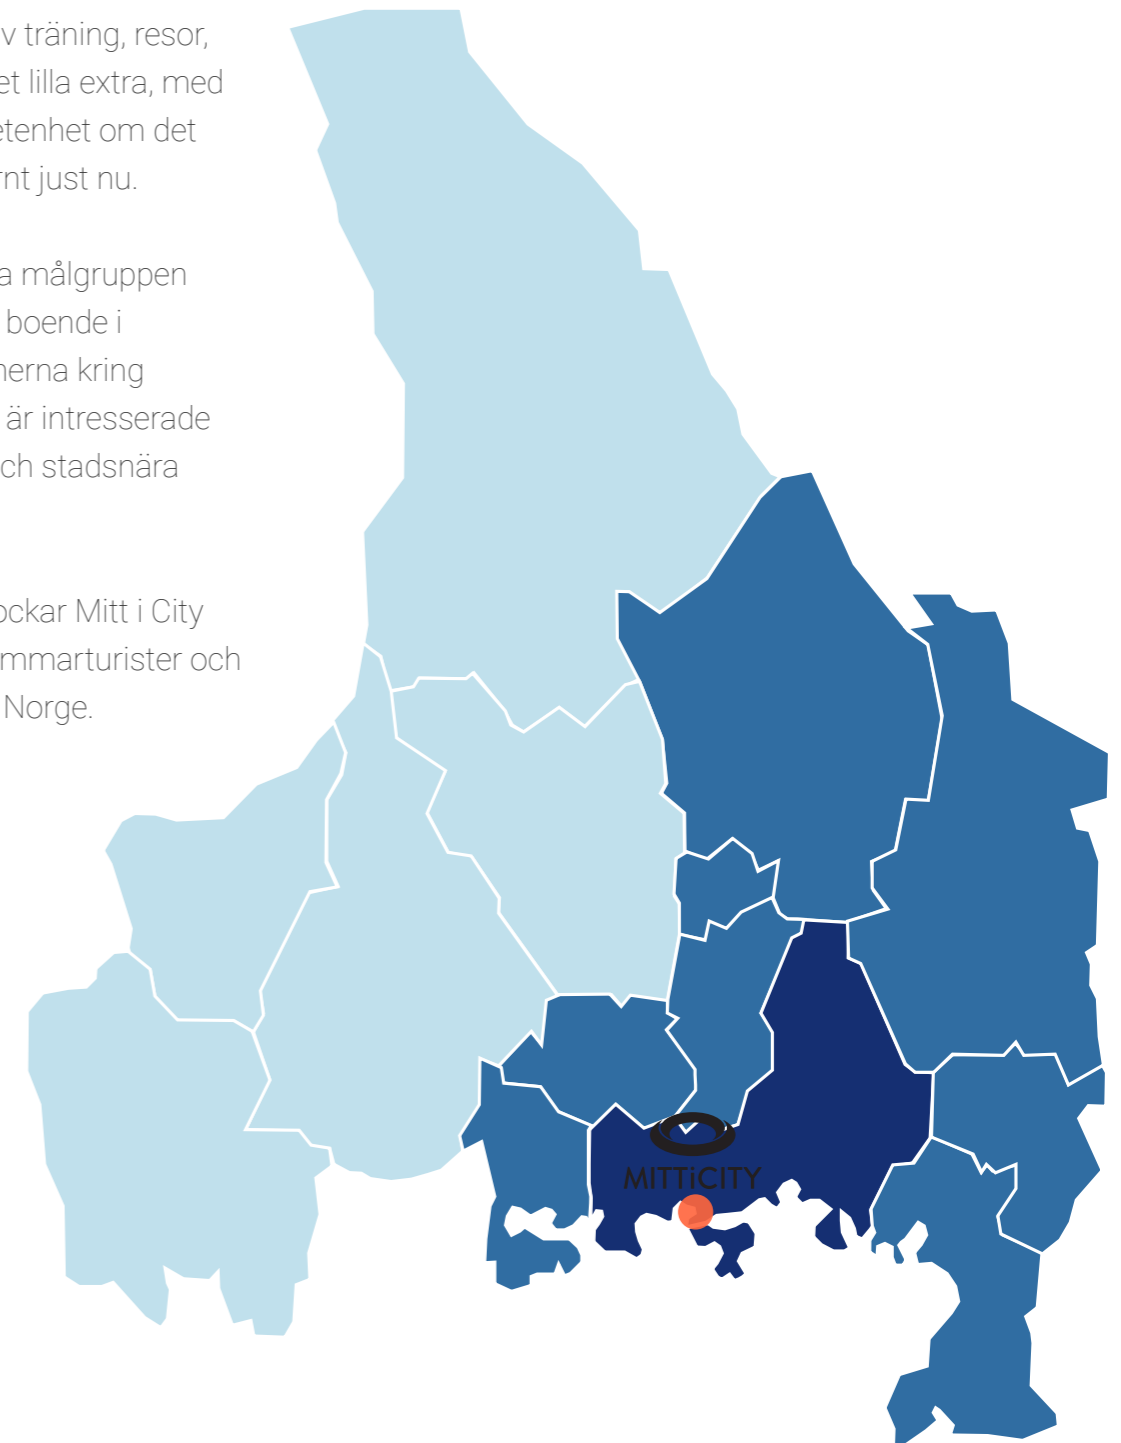 v träning, resor,
et lilla extra, med
etenhet om det
rnt just nu.
a målgruppen
boende i
nerna kring
är intresserade
ch stadsnära
ockar Mitt i City
mmarturister och
Norge.
MITTiCITY